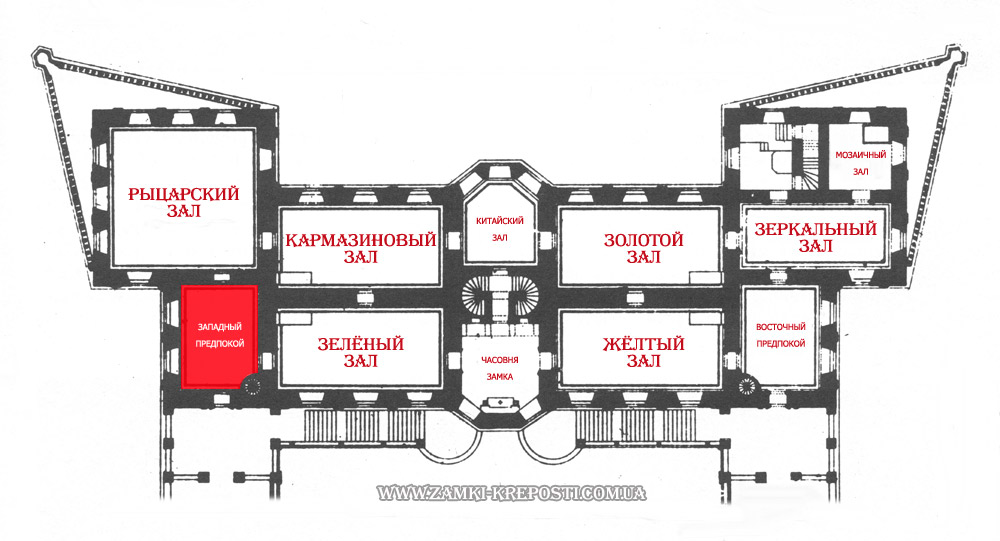 МОЗАИЧНЫЙ
ЗАЛ
РЫЦАРСКИЙ
ЗАЛ
КИТАЙСКИЙ
ЗАЛ
КАРМАЗИНОВЫЙ
ЗАЛ
ЗОЛОТОЙ
ЗАЛ
ЗЕРКАЛЬНЫЙ
ЗАЛ
ЗАПАДНЫЙ
ПРЕДПОКОЙ
ЗЕЛЁНЫЙ
ЗАЛ
ЧАСОВНЯ
ЗАМКА
ЖЁЛТЫЙ
ЗАЛ
ВОСТОЧНЫЙ
ПРЕДПОКОЙ
WWW.ZAMKI-KREPOSTI.COM.UA